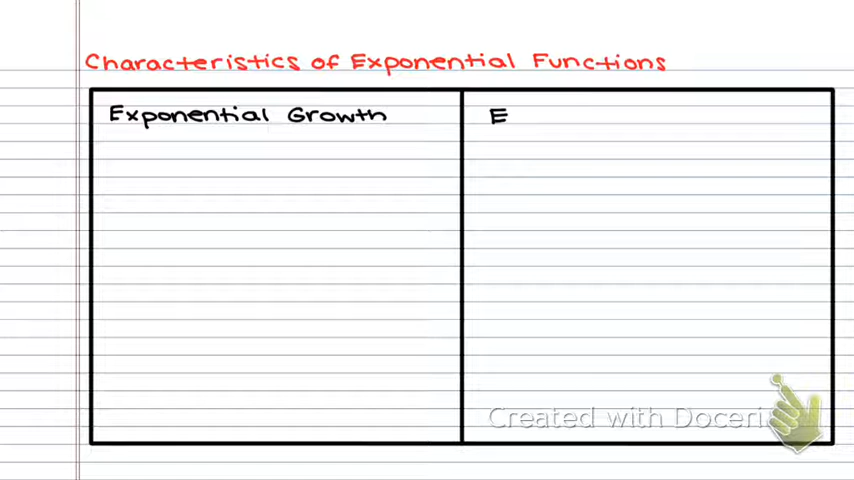 Characteristics of Exponential Functions
Exponential Growth
E
Created with Doceri